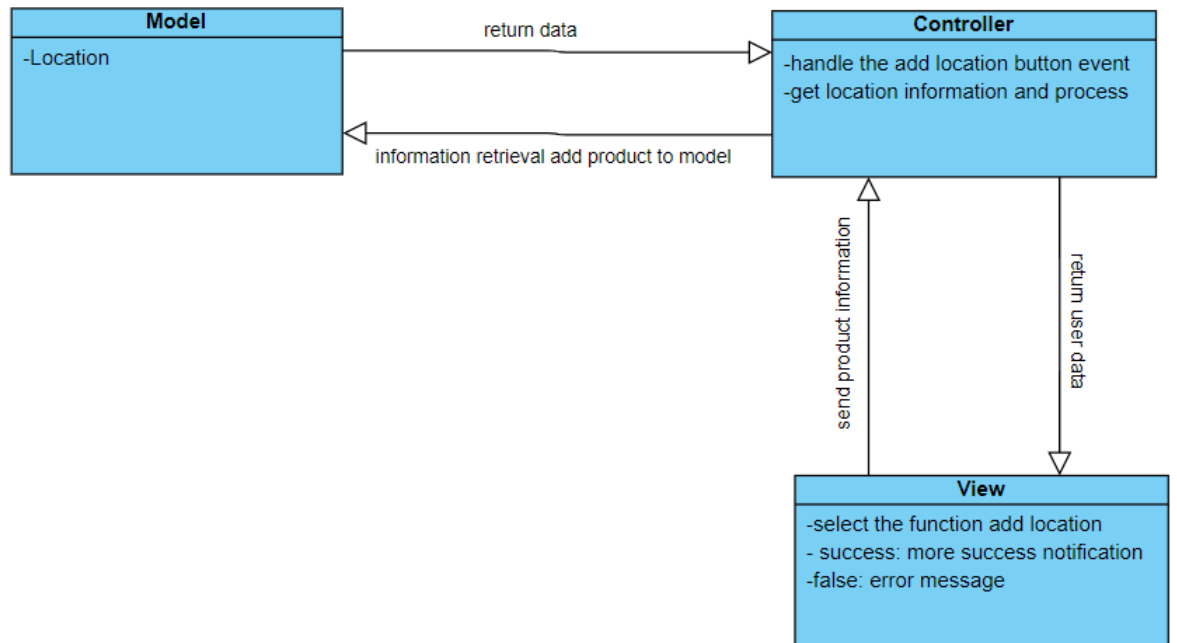 Model
-Location
return data
information retrieval add product to model
Controller
-handle the add location button event
-get location information and process
send product information
return user data
View
-select the function add location
- success: more success notification
-false: error message